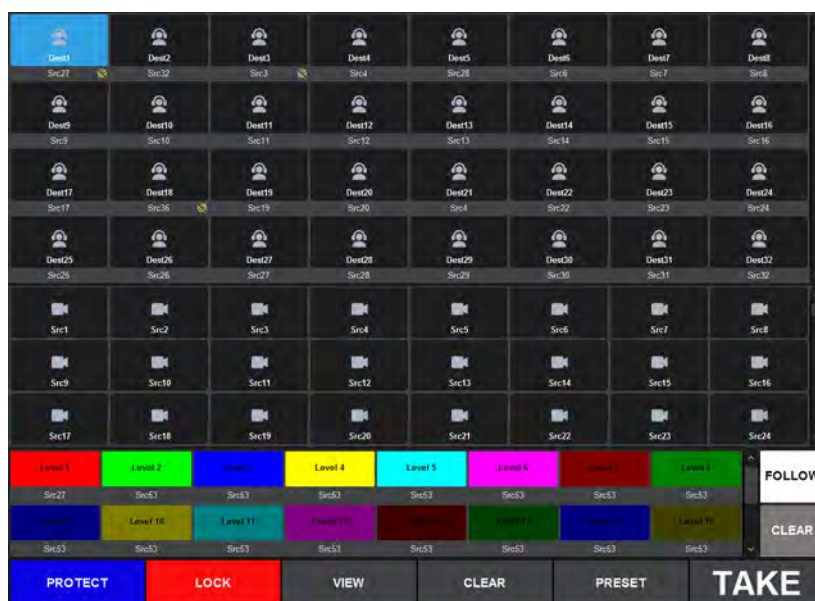 Dest1 Dest2 Dest3 Dest4 Dest5 Dest6 Dest7 Dest8
Src27 Src32 Src3 Src4 Src28 Src6 Src7 Src8
Dest9 Dest10 Dest11 Dest12 Dest13 Dest14 Dest15 Dest16
Src9 Src10 Src11 Src12 Src13 Src14 Src15 Src16
Dest17 Dest18 Dest19 Dest20 Dest21 Dest22 Dest23 Dest24
Src17 Src36 Src19 Src20 Src4 Src22 Src23 Src24
Dest25 Dest26 Dest27 Dest28 Dest29 Dest30 Dest31 Dest32
Src25 Src26 Src27 Src28 Src29 Src30 Src31 Src32
Src1 Src2 Src3 Src4 Src5 Src6 Src7 Src8
Src9 Src10 Src11 Src12 Src13 Src14 Src15 Src16
Src17 Src18 Src19 Src20 Src21 Src22 Src23 Src24
Level 1 Level 2 Level 4 Level 5 Level 6 Level 8 FOLLOW
Src27 Src53 Src53 Src53 Src53 Src53 Src53 Src53
Level 10 Level 11 Level 12 CLEAR
Src53 Src53 Src53 Src53 Src53 Src53 Src53 Src53
PROTECT LOCK VIEW CLEAR PRESET TAKE